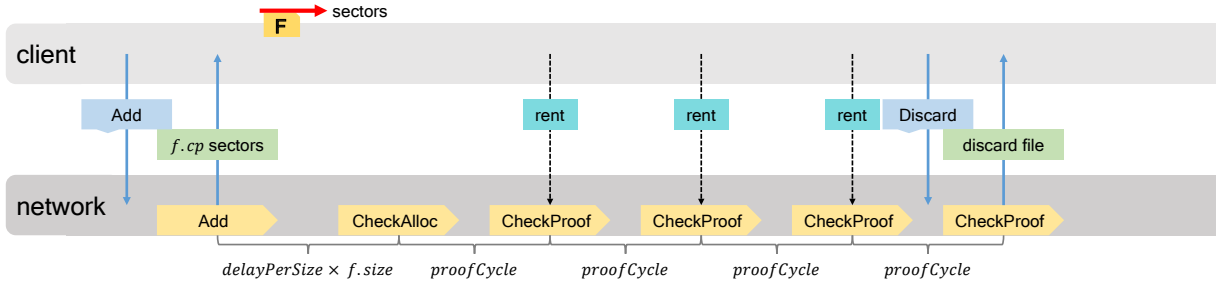 sectors
F
client
Add
rent
rent
rent
Discard
f.cp sectors
discard file
network
Add
CheckAlloc
CheckProof
CheckProof
CheckProof
CheckProof
delayPerSize × f.size
proofCycle
proofCycle
proofCycle
proofCycle